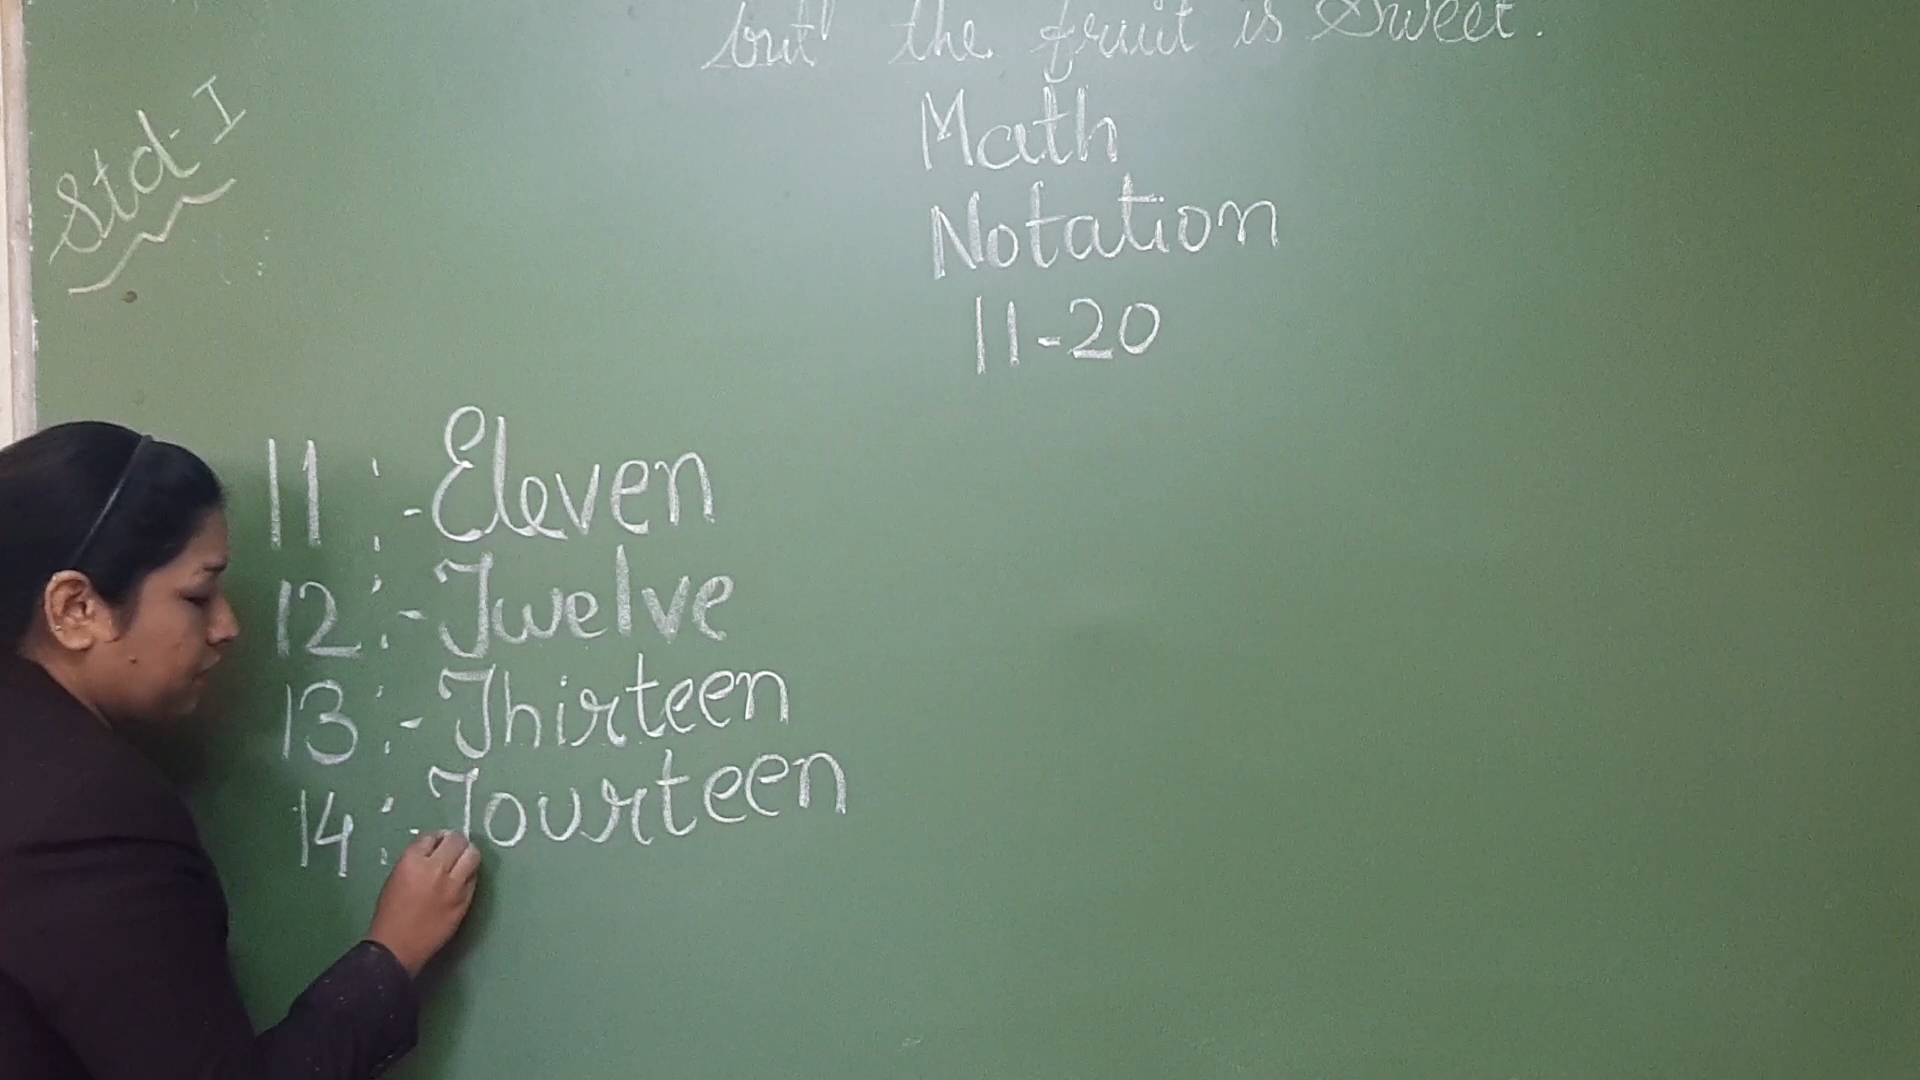 but the fruit is Sweet.
Std-I
Math
Notation
11-20
11 :- Eleven
12 :- Twelve
13 :- Thirteen
14 :- Fourteen